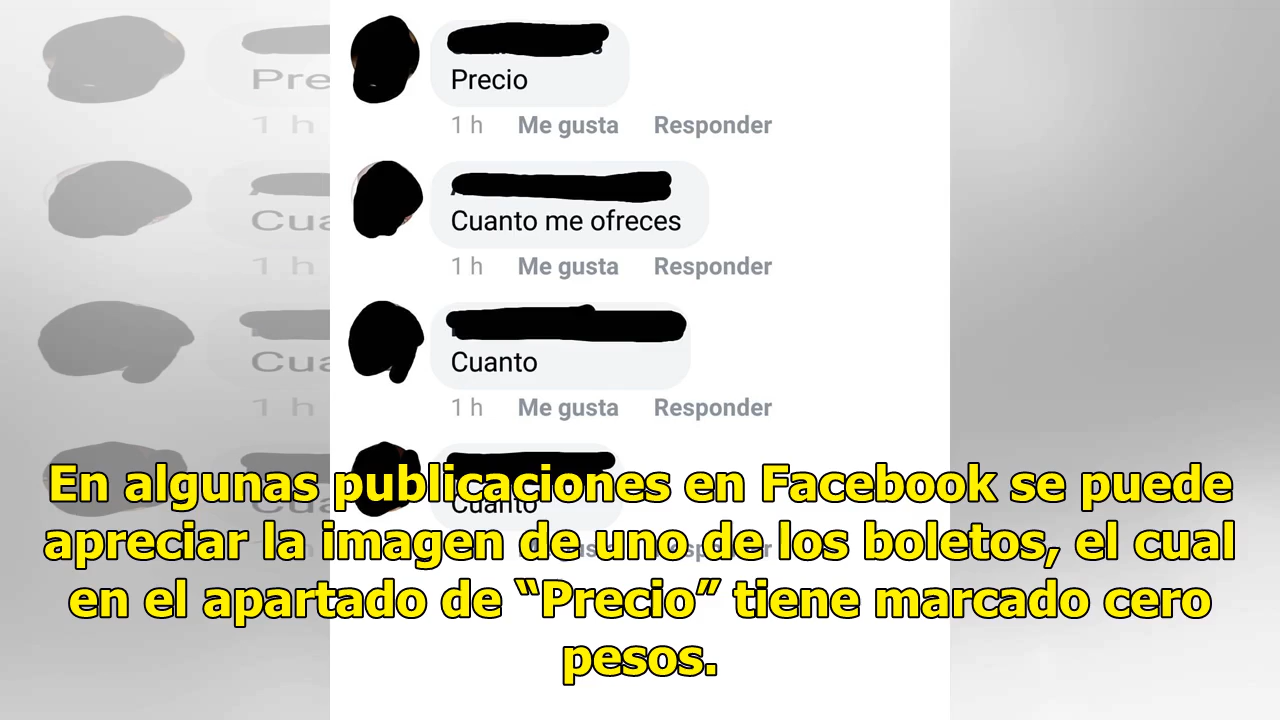 Precio
1 h Me gusta Responder
Cuanto me ofreces
1 h Me gusta Responder
Cuanto
1 h Me gusta Responder
Cuanto
En algunas publicaciones en Facebook se puede
apreciar la imagen de uno de los boletos, el cual
en el apartado de “Precio” tiene marcado cero
pesos.